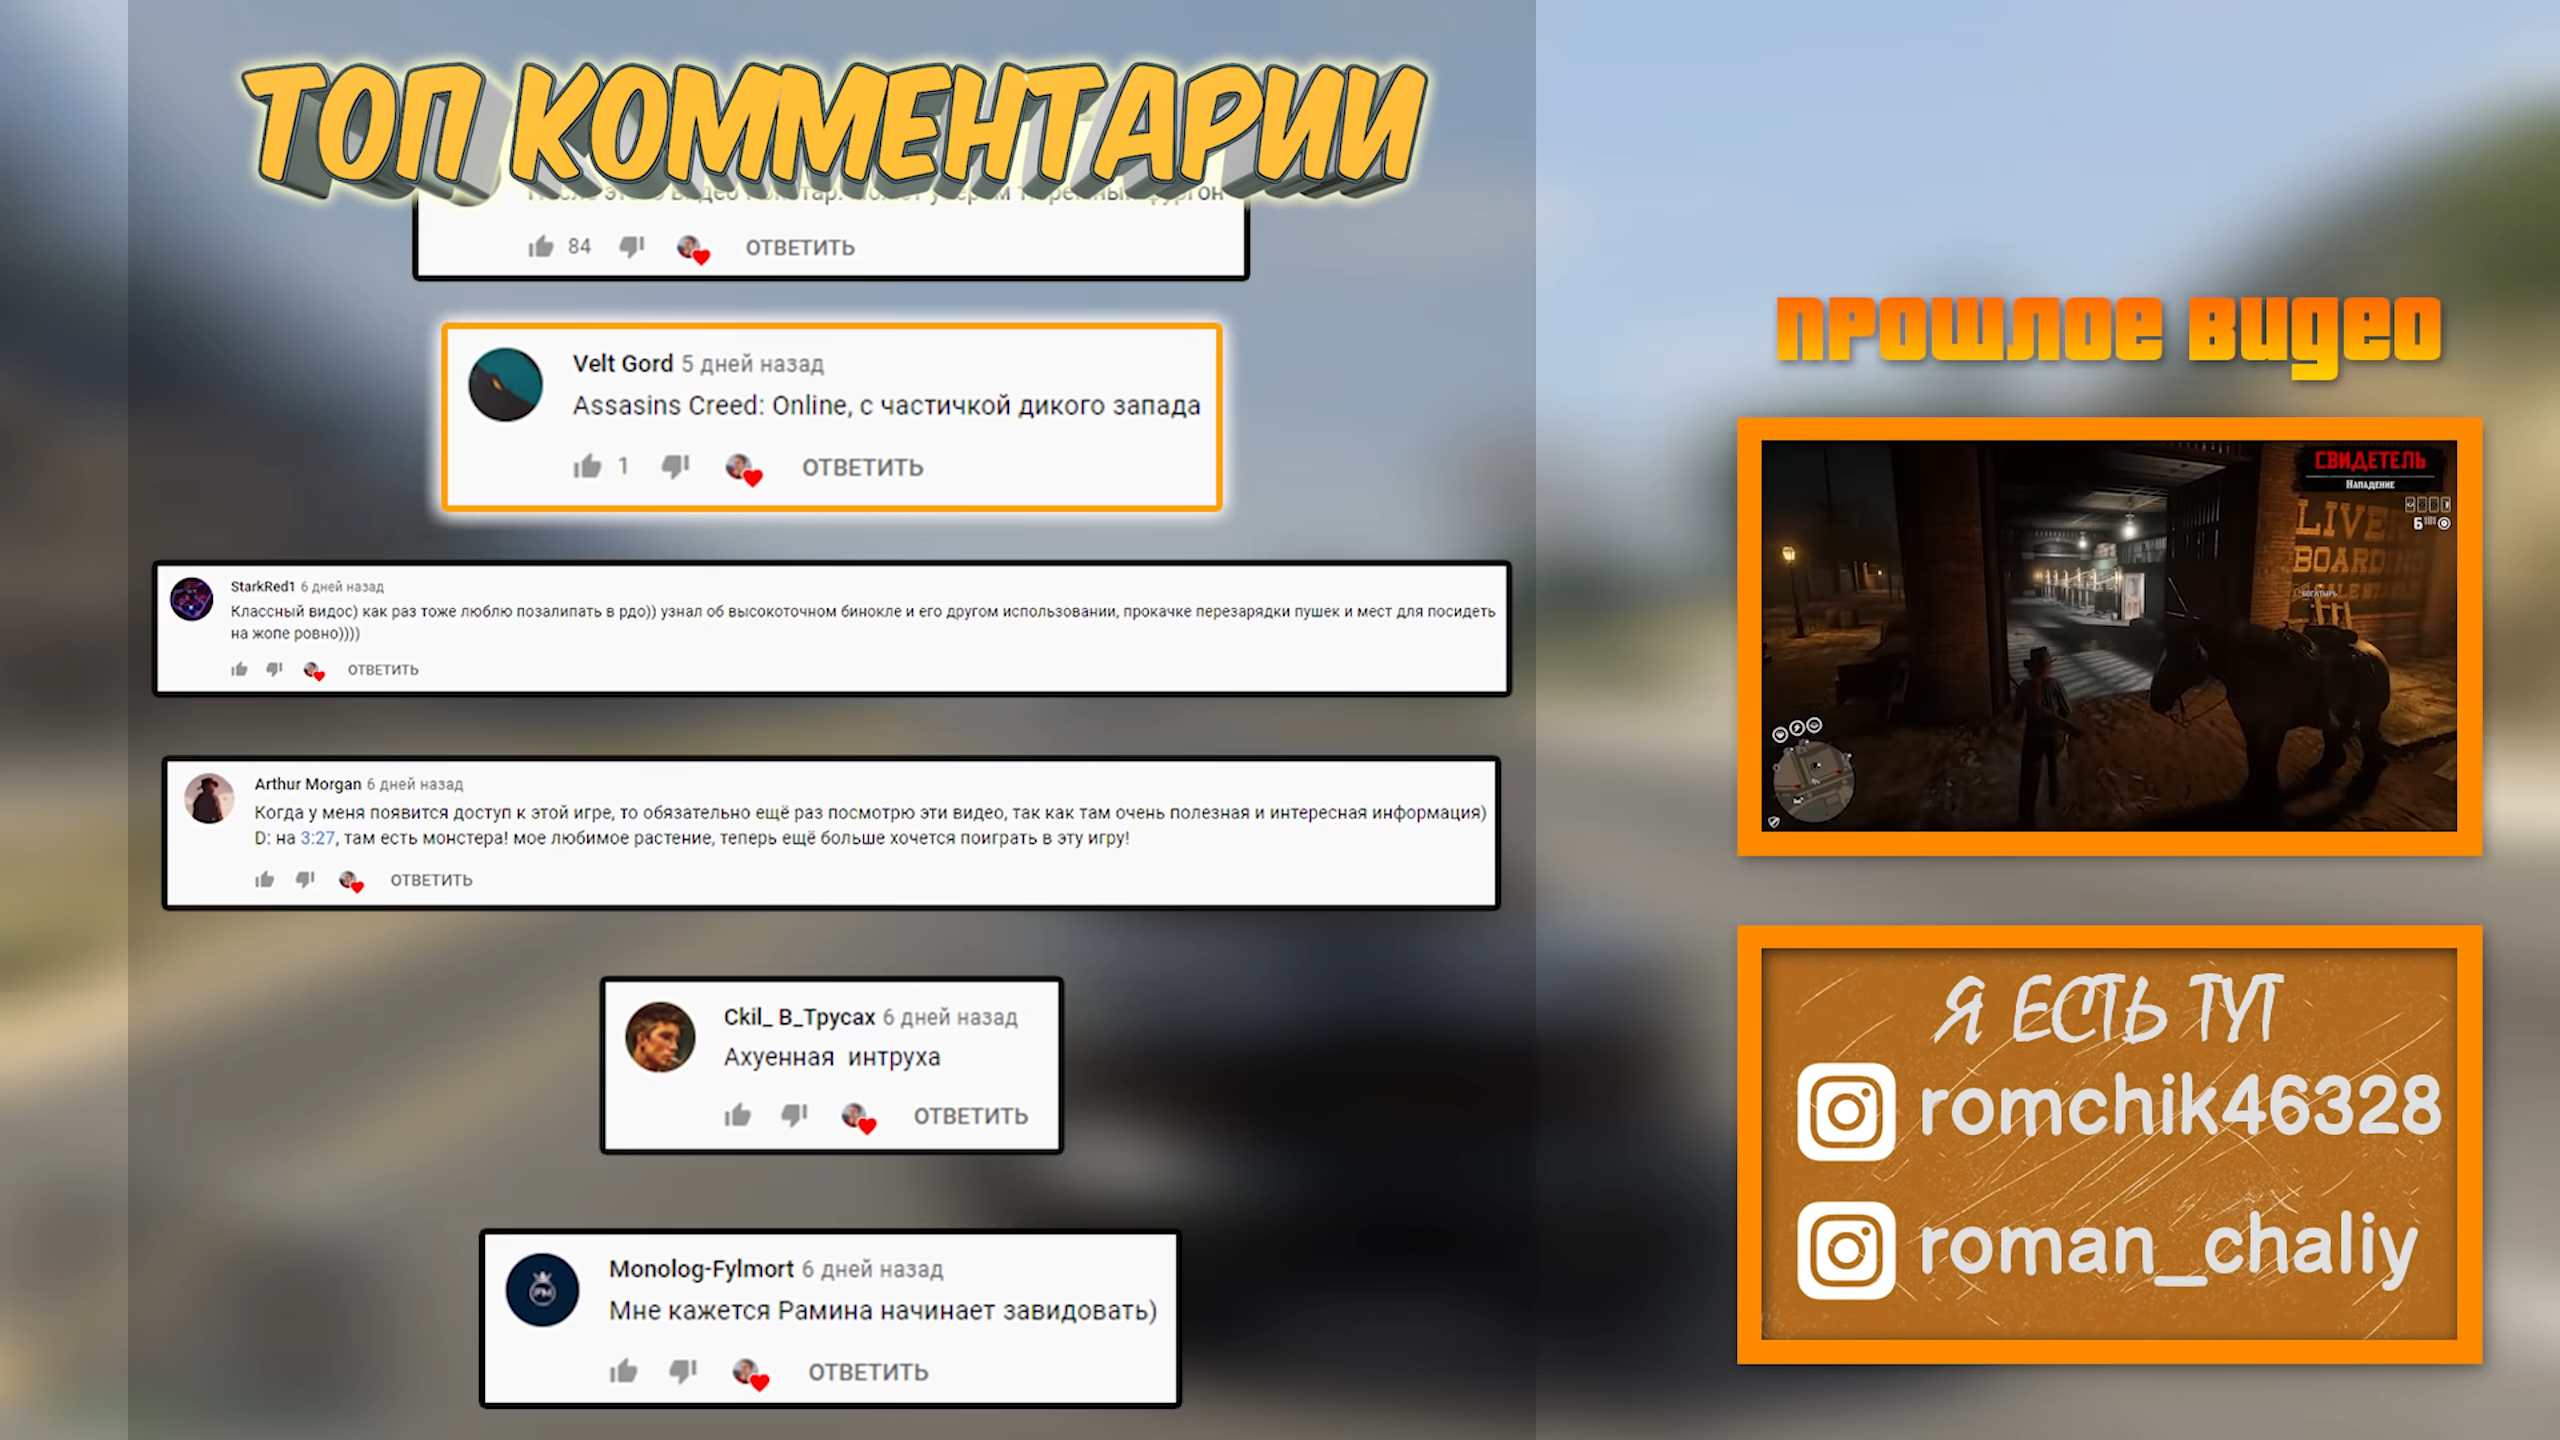 ТОП КОММЕНТАРИИ
84 ОТВЕТИТЬ
Velt Gord 5 дней назад
Assasins Creed: Online, с частичкой дикого запада
1 ОТВЕТИТЬ
StarkRed1 6 дней назад
Классный видос) как раз тоже люблю позалипать в рдо)) узнал об высокоточном бинокле и его другом использовании, прокачке перезарядки пушек и мест для посидеть
на жопе ровно))))
ОТВЕТИТЬ
Arthur Morgan 6 дней назад
Когда у меня появится доступ к этой игре, то обязательно ещё раз посмотрю эти видео, так как там очень полезная и интересная информация)
D: на 3:27, там есть монстера! мое любимое растение, теперь ещё больше хочется поиграть в эту игру!
ОТВЕТИТЬ
Ckil_ В_Трусах 6 дней назад
Ахуенная интруха
ОТВЕТИТЬ
Monolog-Fylmort 6 дней назад
Мне кажется Рамина начинает завидовать)
ОТВЕТИТЬ
ПРОШЛОЕ ВИДЕО
СВИДЕТЕЛЬ
НАПАДЕНИЕ
6 181
Я ЕСТЬ ТУТ
romchik46328
roman_chaliy